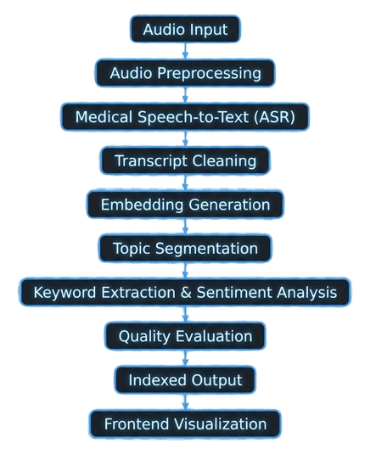 Audio Input
Audio Preprocessing
Medical Speech-to-Text (ASR)
Transcript Cleaning
Embedding Generation
Topic Segmentation
Keyword Extraction & Sentiment Analysis
Quality Evaluation
Indexed Output
Frontend Visualization